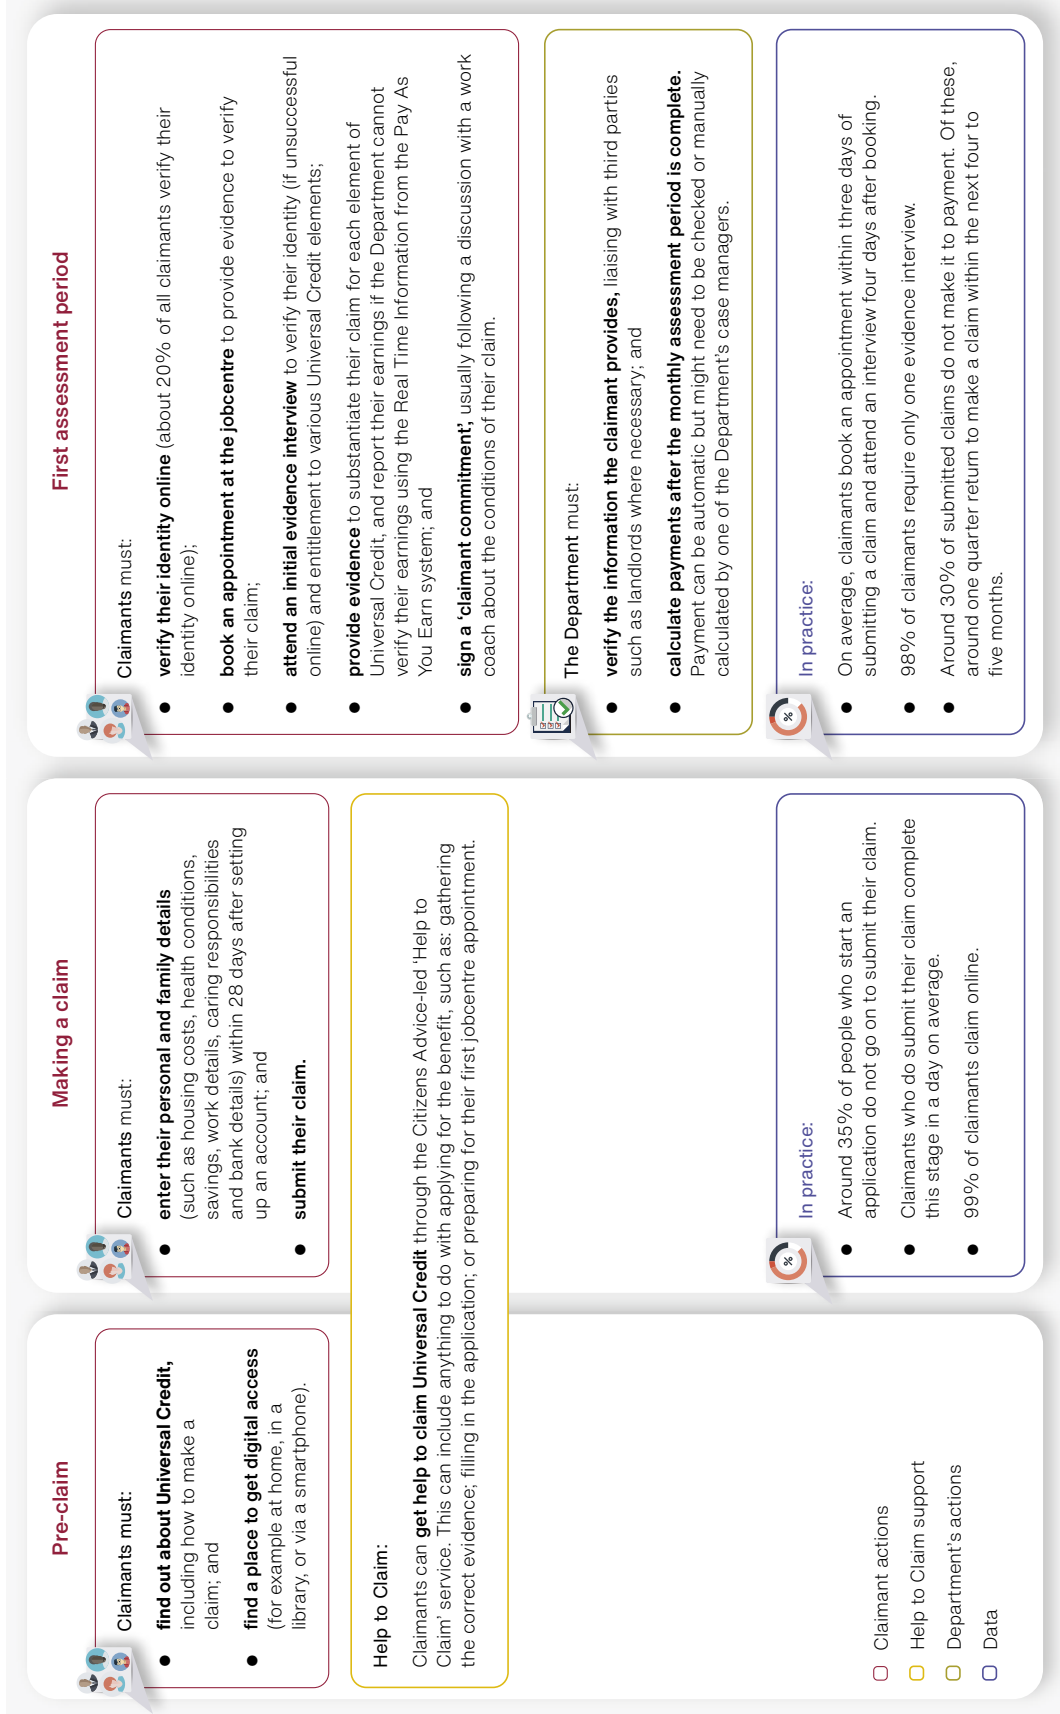 Pre-claim
Claimants must:
● find out about Universal Credit,
including how to make a
claim; and
● find a place to get digital access
(for example at home, in a
library, or via a smartphone).
Making a claim
Claimants must:
● enter their personal and family details
(such as housing costs, health conditions,
savings, work details, caring responsibilities
and bank details) within 28 days after setting
up an account; and
● submit their claim.
Help to Claim:
Claimants can get help to claim Universal Credit through the Citizens Advice-led ‘Help to
Claim’ service. This can include anything to do with applying for the benefit, such as: gathering
the correct evidence; filling in the application; or preparing for their first jobcentre appointment.
%
In practice:
● Around 35% of people who start an
application do not go on to submit their claim.
● Claimants who do submit their claim complete
this stage in a day on average.
● 99% of claimants claim online.
First assessment period
Claimants must:
● verify their identity online (about 20% of all claimants verify their
identity online);
● book an appointment at the jobcentre to provide evidence to verify
their claim;
● attend an initial evidence interview to verify their identity (if unsuccessful
online) and entitlement to various Universal Credit elements;
● provide evidence to substantiate their claim for each element of
Universal Credit, and report their earnings if the Department cannot
verify their earnings using the Real Time Information from the Pay As
You Earn system; and
● sign a ‘claimant commitment’, usually following a discussion with a work
coach about the conditions of their claim.
The Department must:
● verify the information the claimant provides, liaising with third parties
such as landlords where necessary; and
● calculate payments after the monthly assessment period is complete.
Payment can be automatic but might need to be checked or manually
calculated by one of the Department’s case managers.
%
In practice:
● On average, claimants book an appointment within three days of
submitting a claim and attend an interview four days after booking.
● 98% of claimants require only one evidence interview.
● Around 30% of submitted claims do not make it to payment. Of these,
around one quarter return to make a claim within the next four to
five months.
Claimant actions
Help to Claim support
Department’s actions
Data